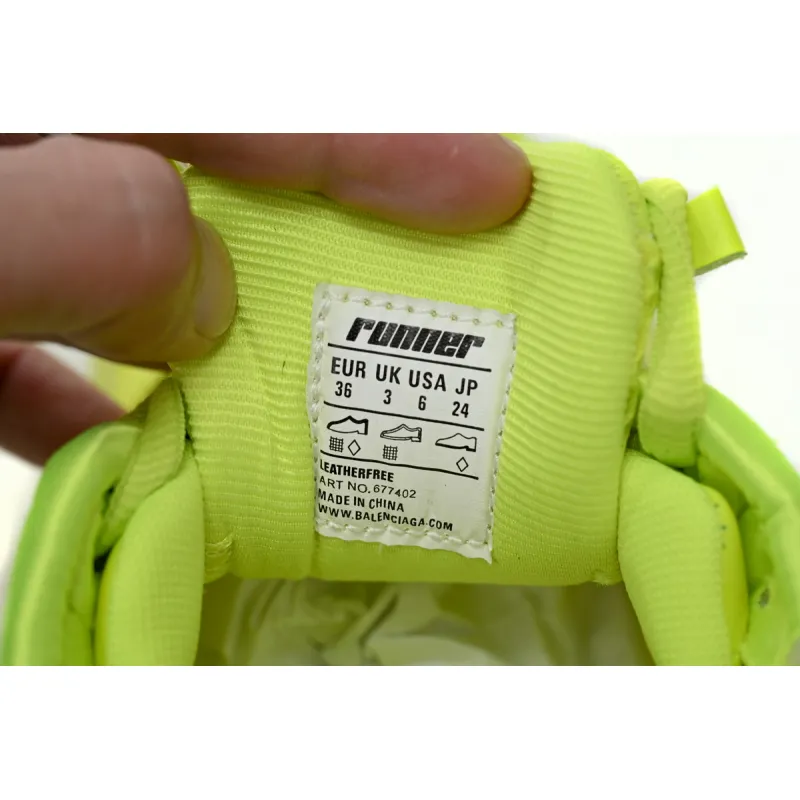 runner
EUR UK USA JP
36 3 6 24
LEATHERFREE
ART NO. 677402
MADE IN CHINA
WWW.BALENCIAGA.COM